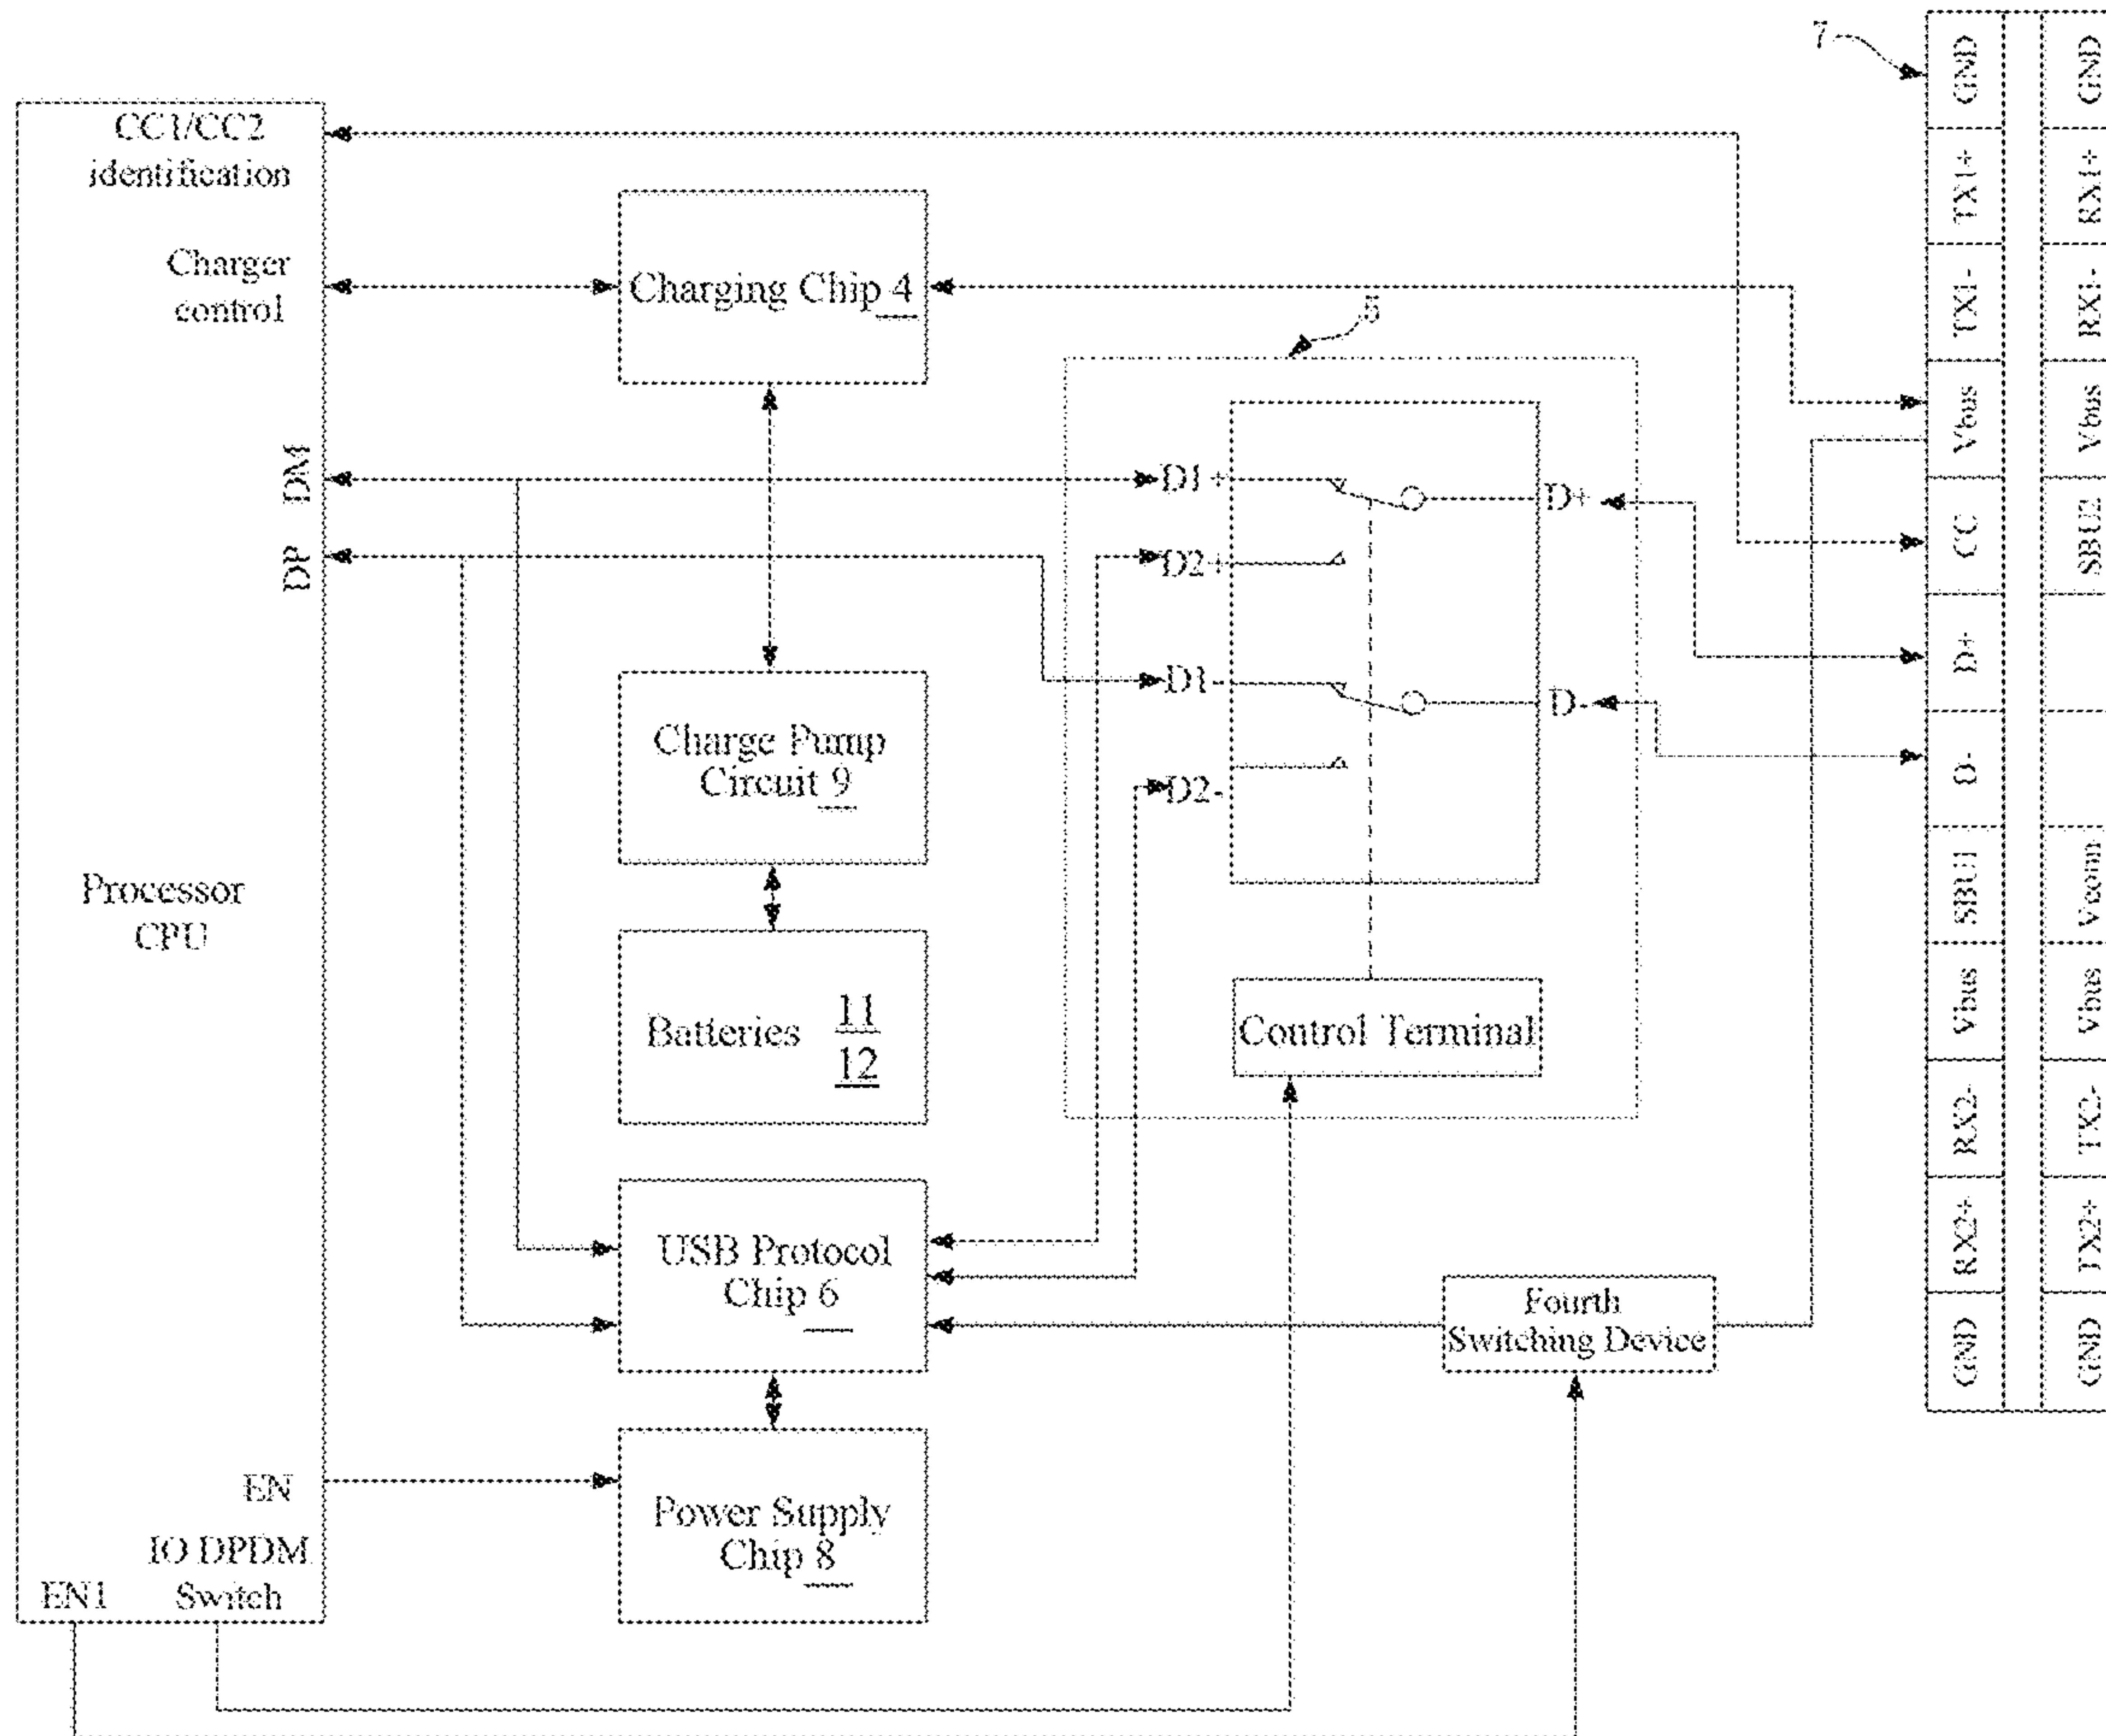 CC1/CC2
identification
Charger
control
DM
DP
Processor
CPU
EN
IO DPDM
Switch
EN1
Charging Chip 4
Charge Pump
Circuit 9
Batteries 11
12
USB Protocol
Chip 6
Power Supply
Chip 8
5
D1+
D2+
D1-
D2-
D+
D-
Control Terminal
Fourth
Switching Device
7
GND
TX1+
TX1-
Vbus
CC
D+
D-
SBU1
Vbus
RX2-
RX2+
GND
GND
RX1+
RX1-
Vbus
SBU2
Vconn
Vbus
TX2-
TX2+
GND